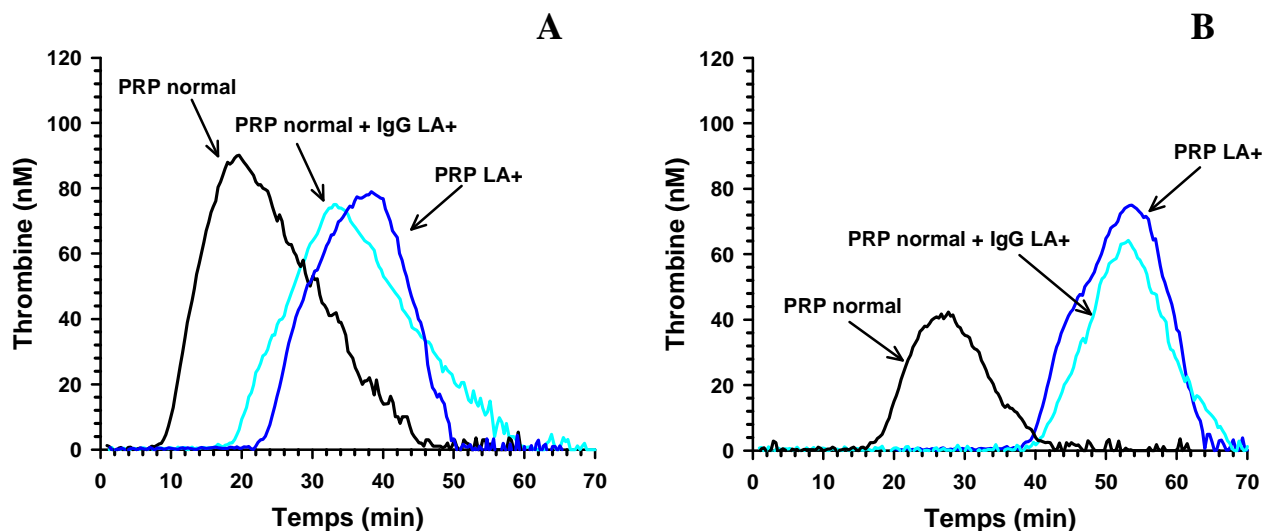 A
120
100
80
60
40
20
0
Thrombine (nM)
PRP normal
PRP normal + IgG LA+
PRP LA+
0 10 20 30 40 50 60 70
Temps (min)
B
120
100
80
60
40
20
0
Thrombine (nM)
PRP LA+
PRP normal + IgG LA+
PRP normal
0 10 20 30 40 50 60 70
Temps (min)